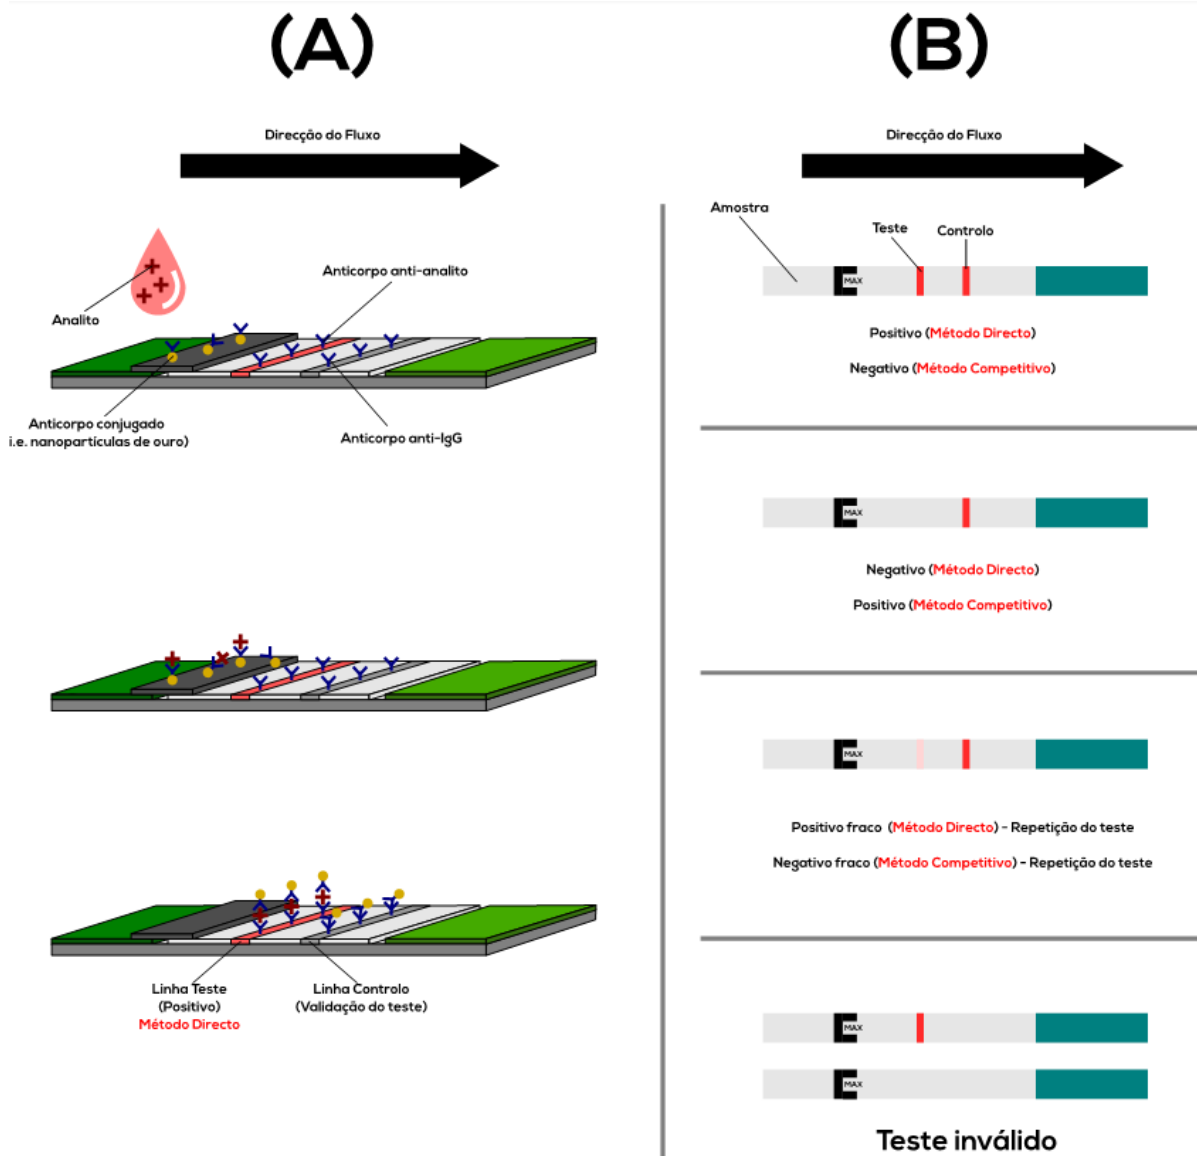 (A)
Direcção do Fluxo
Analito
Anticorpo anti-analito
Anticorpo conjugado
i.e. nanopartículas de ouro)
Anticorpo anti-IgG
Linha Teste
(Positivo)
Método Directo
Linha Controlo
(Validação do teste)
(B)
Direcção do Fluxo
Amostra
Teste
Controlo
MAX
Positivo (Método Directo)
Negativo (Método Competitivo)
MAX
Negativo (Método Directo)
Positivo (Método Competitivo)
MAX
Positivo fraco (Método Directo) - Repetição do teste
Negativo fraco (Método Competitivo) - Repetição do teste
MAX
MAX
Teste inválido